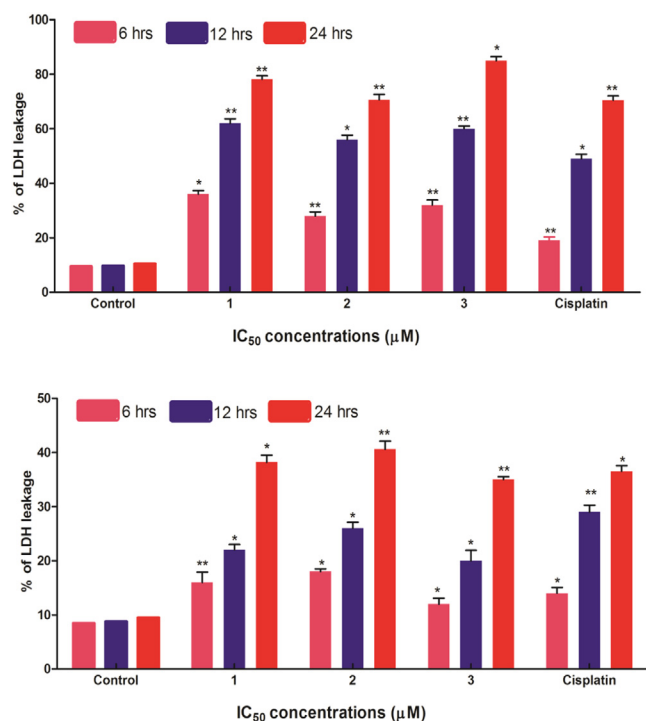 100
6 hrs 12 hrs 24 hrs
80
60
40
20
0
% of LDH leakage
* ** ** ** * ** ** ** * ** * **
Control 1 2 3 Cisplatin
IC50 concentrations (µM)
50
6 hrs 12 hrs 24 hrs
40
30
20
10
0
% of LDH leakage
** * * * * ** * * ** * ** *
Control 1 2 3 Cisplatin
IC50 concentrations (µM)